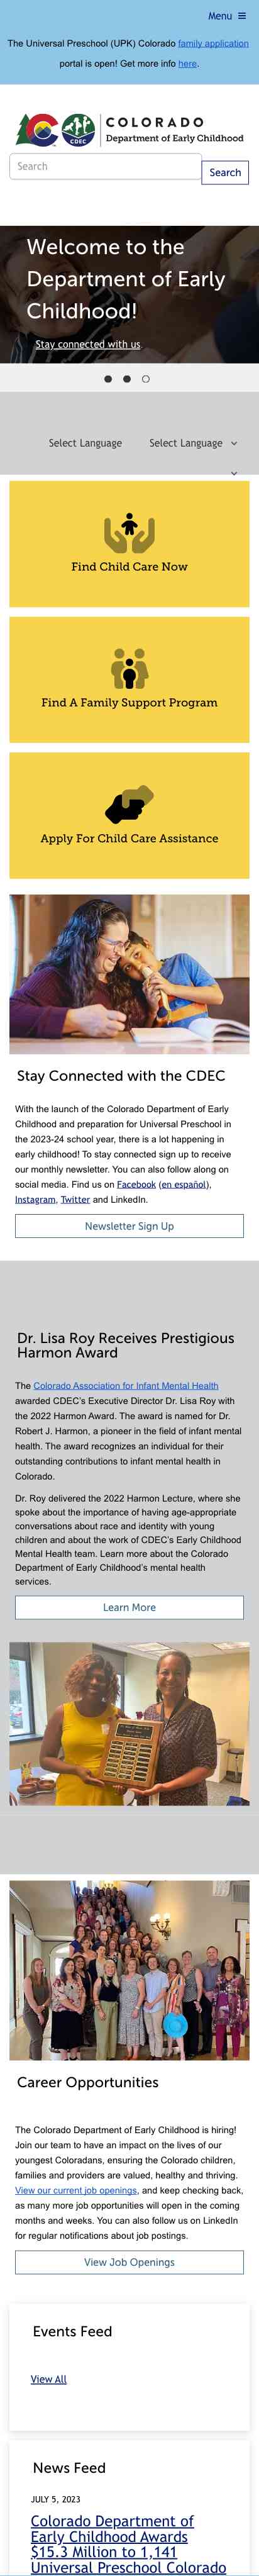 Menu ≡
The Universal Preschool (UPK) Colorado family application
portal is open! Get more info here.
COLORADO
Department of Early Childhood
CDEC
Search
Search
Welcome to the
Department of Early
Childhood!
Stay connected with us
Select Language
Select Language
Find Child Care Now
Find A Family Support Program
Apply For Child Care Assistance
Stay Connected with the CDEC
With the launch of the Colorado Department of Early
Childhood and preparation for Universal Preschool in
the 2023-24 school year, there is a lot happening in
early childhood! To stay connected sign up to receive
our monthly newsletter. You can also follow along on
social media. Find us on Facebook (en español),
Instagram, Twitter and LinkedIn.
Newsletter Sign Up
Dr. Lisa Roy Receives Prestigious
Harmon Award
The Colorado Association for Infant Mental Health
awarded CDEC's Executive Director Dr. Lisa Roy with
the 2022 Harmon Award. The award is named for Dr.
Robert J. Harmon, a pioneer in the field of infant mental
health. The award recognizes an individual for their
outstanding contributions to infant mental health in
Colorado.
Dr. Roy delivered the 2022 Harmon Lecture, where she
spoke about the importance of having age-appropriate
conversations about race and identity with young
children and about the work of CDEC's Early Childhood
Mental Health team. Learn more about the Colorado
Department of Early Childhood's mental health
services.
Learn More
Career Opportunities
The Colorado Department of Early Childhood is hiring!
Join our team to have an impact on the lives of our
youngest Coloradans, ensuring the Colorado children,
families and providers are valued, healthy and thriving.
View our current job openings, and keep checking back,
as many more job opportunities will open in the coming
months and weeks. You can also follow us on LinkedIn
for regular notifications about job postings.
View Job Openings
Events Feed
View All
News Feed
JULY 5, 2023
Colorado Department of
Early Childhood Awards
$15.3 Million to 1,141
Universal Preschool Colorado